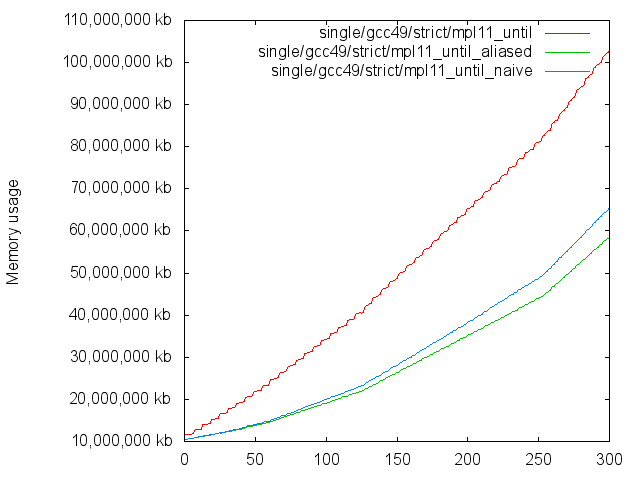 110,000,000 kb
100,000,000 kb
90,000,000 kb
80,000,000 kb
70,000,000 kb
60,000,000 kb
50,000,000 kb
40,000,000 kb
30,000,000 kb
20,000,000 kb
10,000,000 kb
Memory usage
single/gcc49/strict/mpl11_until
single/gcc49/strict/mpl11_until_aliased
single/gcc49/strict/mpl11_until_naive
0 50 100 150 200 250 300